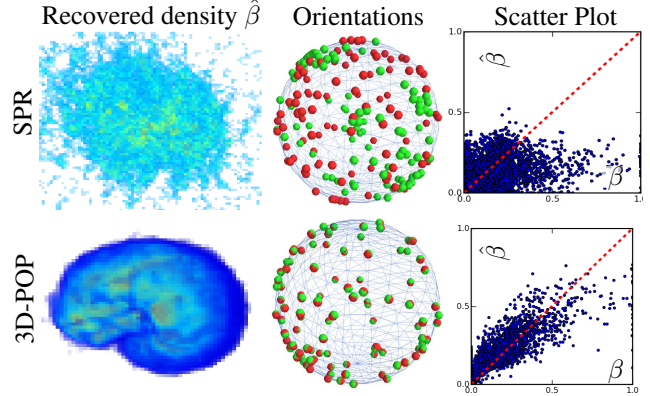 Recovered density β̂ Orientations Scatter Plot
SPR
1.0
β̂
0.5
β
0.0
0.0 0.5 1.0
3D-POP
1.0
β̂
0.5
β
0.0
0.0 0.5 1.0